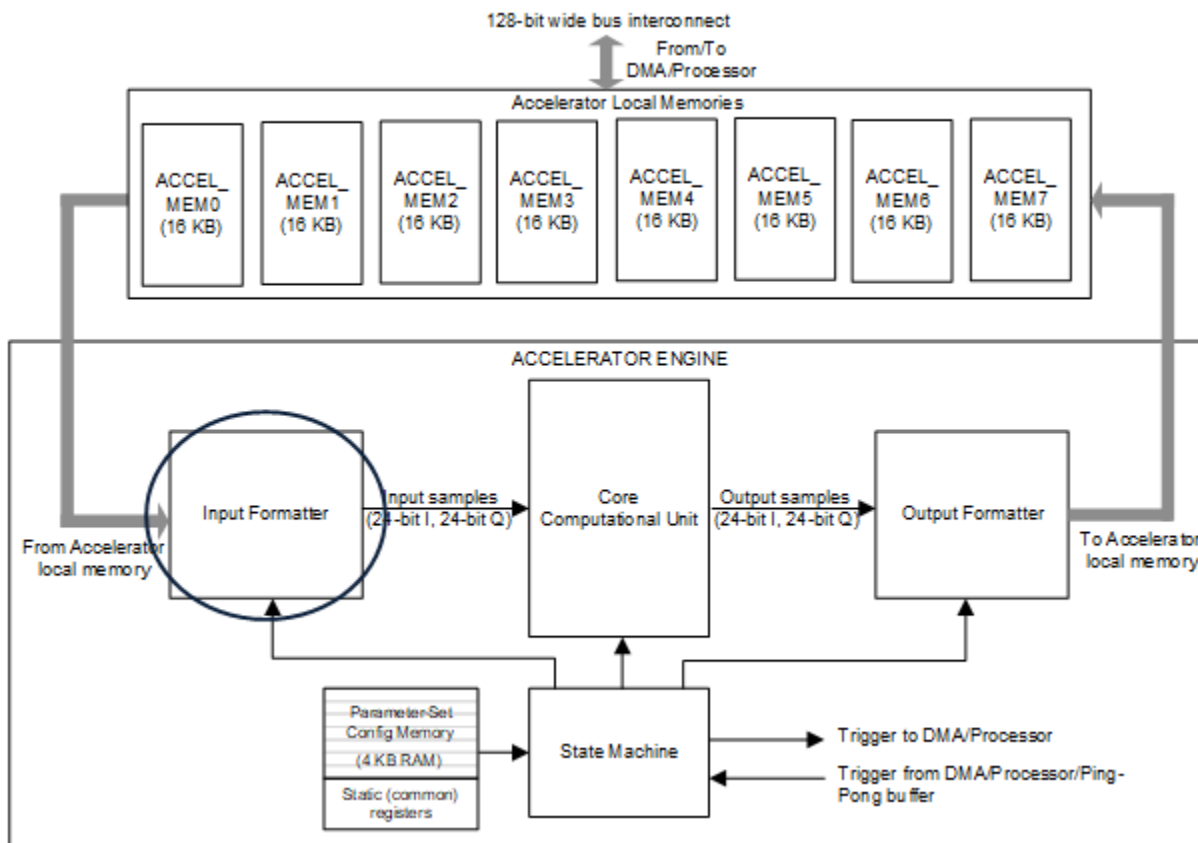 128-bit wide bus interconnect
From/To
DMA/Processor
Accelerator Local Memories
ACCEL_
MEM0
(16 KB)
ACCEL_
MEM1
(16 KB)
ACCEL_
MEM2
(16 KB)
ACCEL_
MEM3
(16 KB)
ACCEL_
MEM4
(16 KB)
ACCEL_
MEM5
(16 KB)
ACCEL_
MEM6
(16 KB)
ACCEL_
MEM7
(16 KB)
ACCELERATOR ENGINE
From Accelerator
local memory
Input Formatter
Input samples
(24-bit I, 24-bit Q)
Core
Computational Unit
Output samples
(24-bit I, 24-bit Q)
Output Formatter
To Accelerator
local memory
Parameter-Set
Config Memory
(4 KB RAM)
Static (common)
registers
State Machine
Trigger to DMA/Processor
Trigger from DMA/Processor/Ping-
Pong buffer